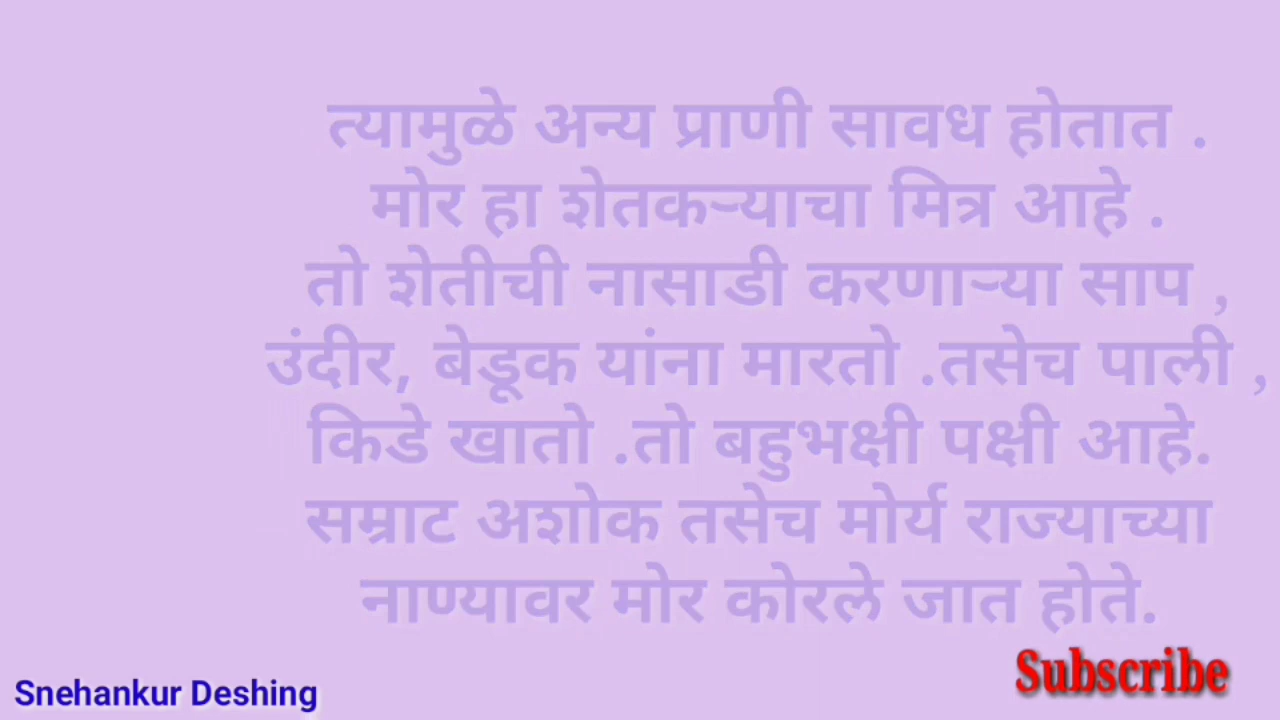 त्यामुळे अन्य प्राणी सावध होतात .
मोर हा शेतकऱ्याचा मित्र आहे .
तो शेतीची नासाडी करणाऱ्या साप ,
उंदीर, बेडूक यांना मारतो .तसेच पाली ,
किडे खातो .तो बहुभक्षी पक्षी आहे.
सम्राट अशोक तसेच मोर्य राज्याच्या
नाण्यावर मोर कोरले जात होते.
Subscribe
Snehankur Deshing